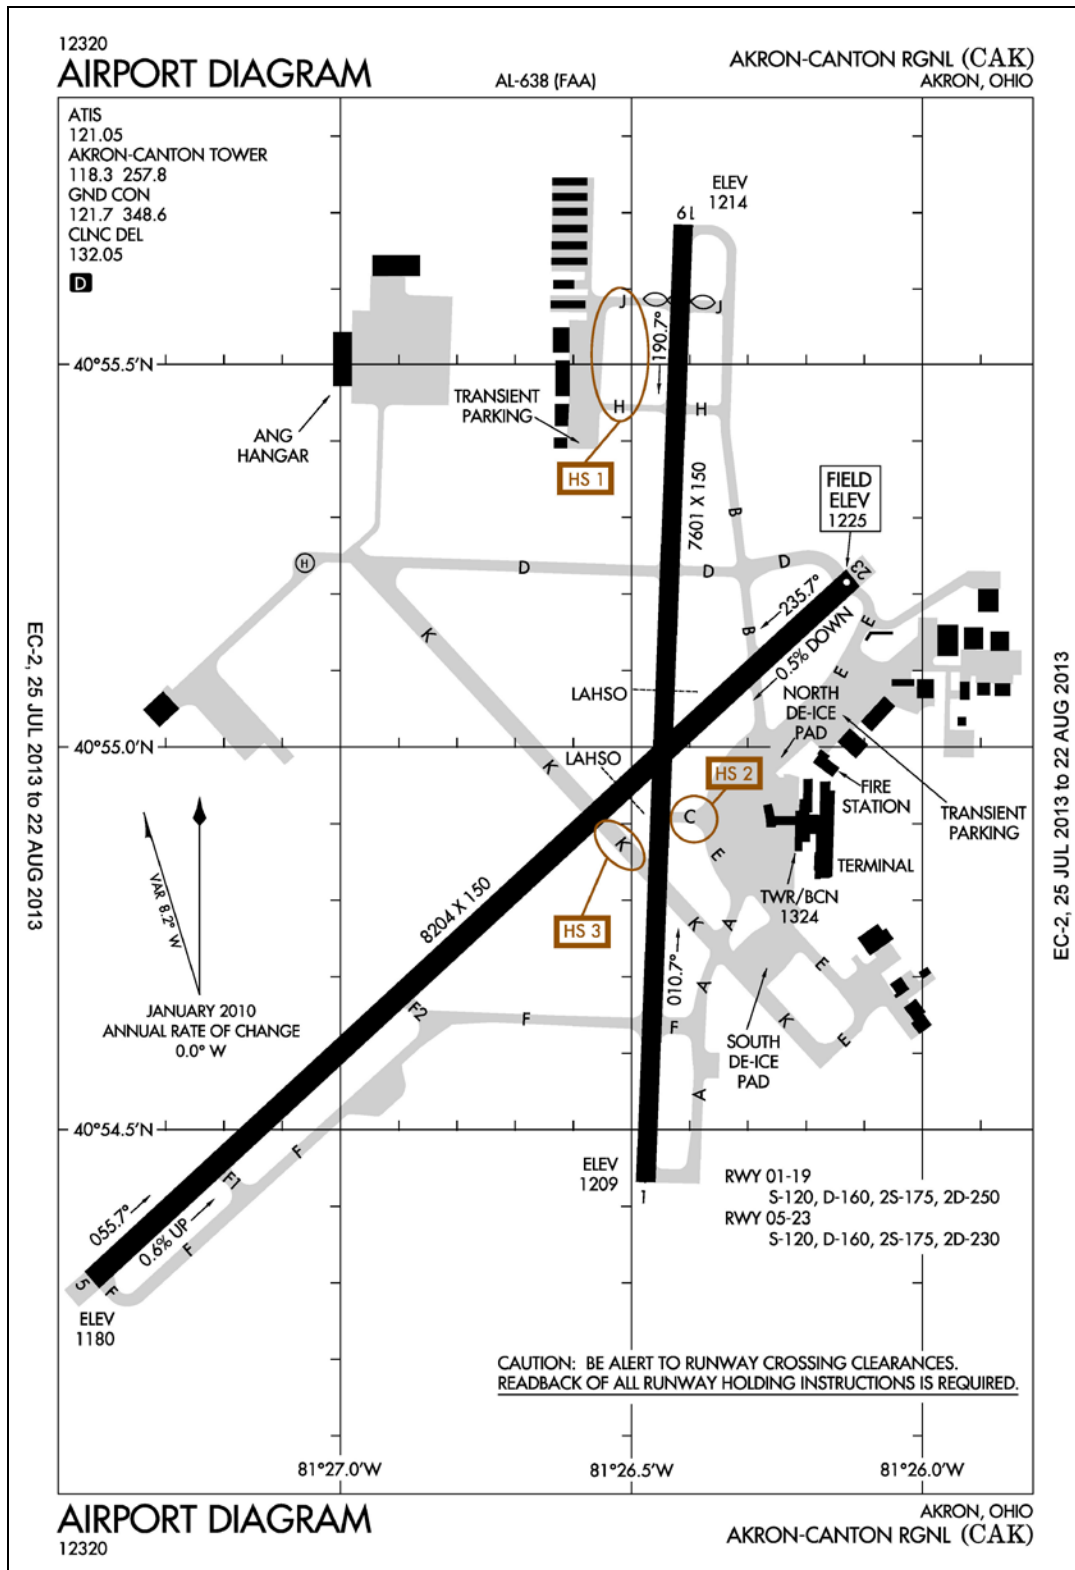 12320
AIRPORT DIAGRAM
AL-638 (FAA)
AKRON-CANTON RGNL (CAK)
AKRON, OHIO
ATIS
121.05
AKRON-CANTON TOWER
118.3 257.8
GND CON
121.7 348.6
CLNC DEL
132.05
D
ELEV
1214
19
J
J
190.7°
40°55.5'N
TRANSIENT
PARKING
H
H
ANG
HANGAR
HS 1
7601 X 150
FIELD
ELEV
1225
B
H
D
D
D
23
235.7°
K
B
0.5% DOWN
E
E
LAHSO
NORTH
DE-ICE
PAD
40°55.0'N
LAHSO
K
HS 2
FIRE
STATION
TRANSIENT
PARKING
C
K
E
TERMINAL
TWR/BCN
1324
VAR 8.2° W
8204 X 150
HS 3
K
A
E
010.7°
A
JANUARY 2010
ANNUAL RATE OF CHANGE
0.0° W
F2
F
F
K
E
SOUTH
DE-ICE
PAD
A
40°54.5'N
F
F1
ELEV
1209
1
RWY 01-19
S-120, D-160, 2S-175, 2D-250
RWY 05-23
S-120, D-160, 2S-175, 2D-230
055.7°
0.6% UP
F
5
F
ELEV
1180
CAUTION: BE ALERT TO RUNWAY CROSSING CLEARANCES.
READBACK OF ALL RUNWAY HOLDING INSTRUCTIONS IS REQUIRED.
81°27.0'W
81°26.5'W
81°26.0'W
EC-2, 25 JUL 2013 to 22 AUG 2013
EC-2, 25 JUL 2013 to 22 AUG 2013
AIRPORT DIAGRAM
12320
AKRON, OHIO
AKRON-CANTON RGNL (CAK)